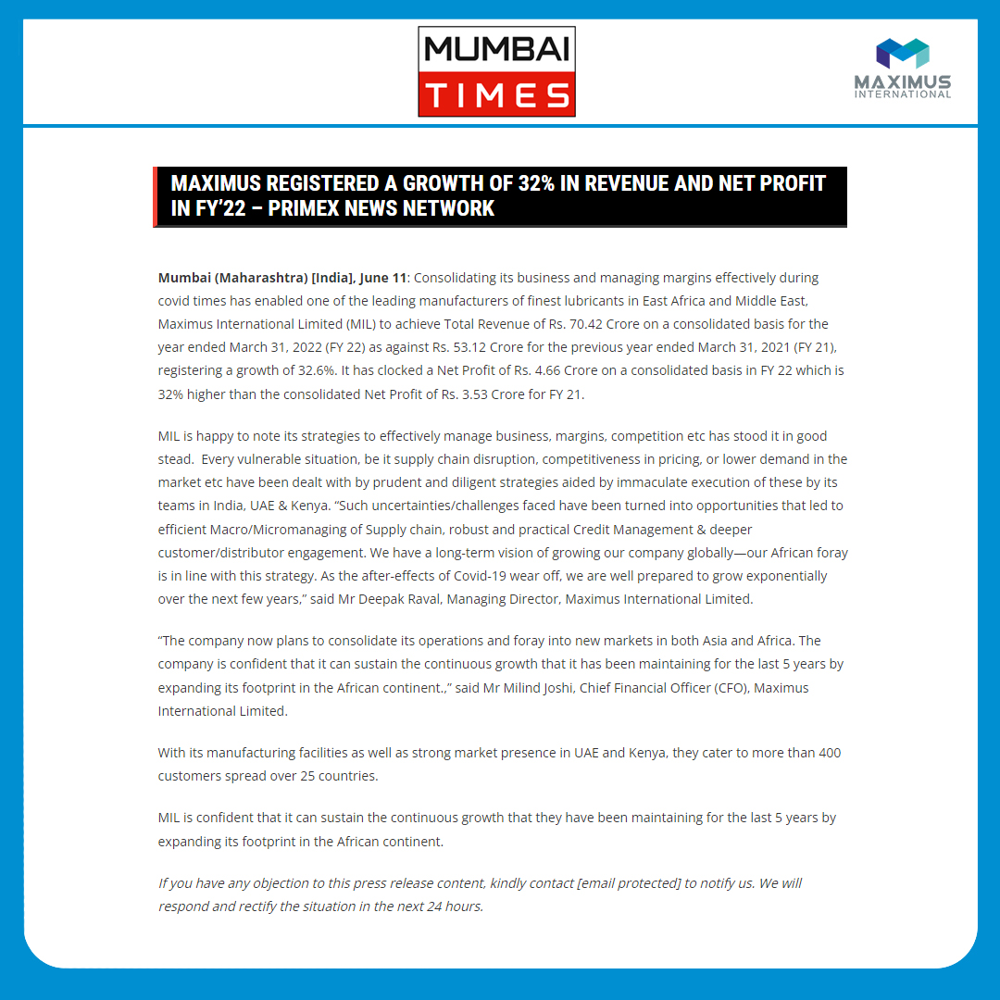 MUMBAI
TIMES
MAXIMUS
INTERNATIONAL
MAXIMUS REGISTERED A GROWTH OF 32% IN REVENUE AND NET PROFIT
IN FY’22 – PRIMEX NEWS NETWORK
Mumbai (Maharashtra) [India], June 11: Consolidating its business and managing margins effectively during
covid times has enabled one of the leading manufacturers of finest lubricants in East Africa and Middle East,
Maximus International Limited (MIL) to achieve Total Revenue of Rs. 70.42 Crore on a consolidated basis for the
year ended March 31, 2022 (FY 22) as against Rs. 53.12 Crore for the previous year ended March 31, 2021 (FY 21),
registering a growth of 32.6%. It has clocked a Net Profit of Rs. 4.66 Crore on a consolidated basis in FY 22 which is
32% higher than the consolidated Net Profit of Rs. 3.53 Crore for FY 21.
MIL is happy to note its strategies to effectively manage business, margins, competition etc has stood it in good
stead.  Every vulnerable situation, be it supply chain disruption, competitiveness in pricing, or lower demand in the
market etc have been dealt with by prudent and diligent strategies aided by immaculate execution of these by its
teams in India, UAE & Kenya. “Such uncertainties/challenges faced have been turned into opportunities that led to
efficient Macro/Micromanaging of Supply chain, robust and practical Credit Management & deeper
customer/distributor engagement. We have a long-term vision of growing our company globally—our African foray
is in line with this strategy. As the after-effects of Covid-19 wear off, we are well prepared to grow exponentially
over the next few years,” said Mr Deepak Raval, Managing Director, Maximus International Limited.
“The company now plans to consolidate its operations and foray into new markets in both Asia and Africa. The
company is confident that it can sustain the continuous growth that it has been maintaining for the last 5 years by
expanding its footprint in the African continent.,” said Mr Milind Joshi, Chief Financial Officer (CFO), Maximus
International Limited.
With its manufacturing facilities as well as strong market presence in UAE and Kenya, they cater to more than 400
customers spread over 25 countries.
MIL is confident that it can sustain the continuous growth that they have been maintaining for the last 5 years by
expanding its footprint in the African continent.
If you have any objection to this press release content, kindly contact [email protected] to notify us. We will
respond and rectify the situation in the next 24 hours.